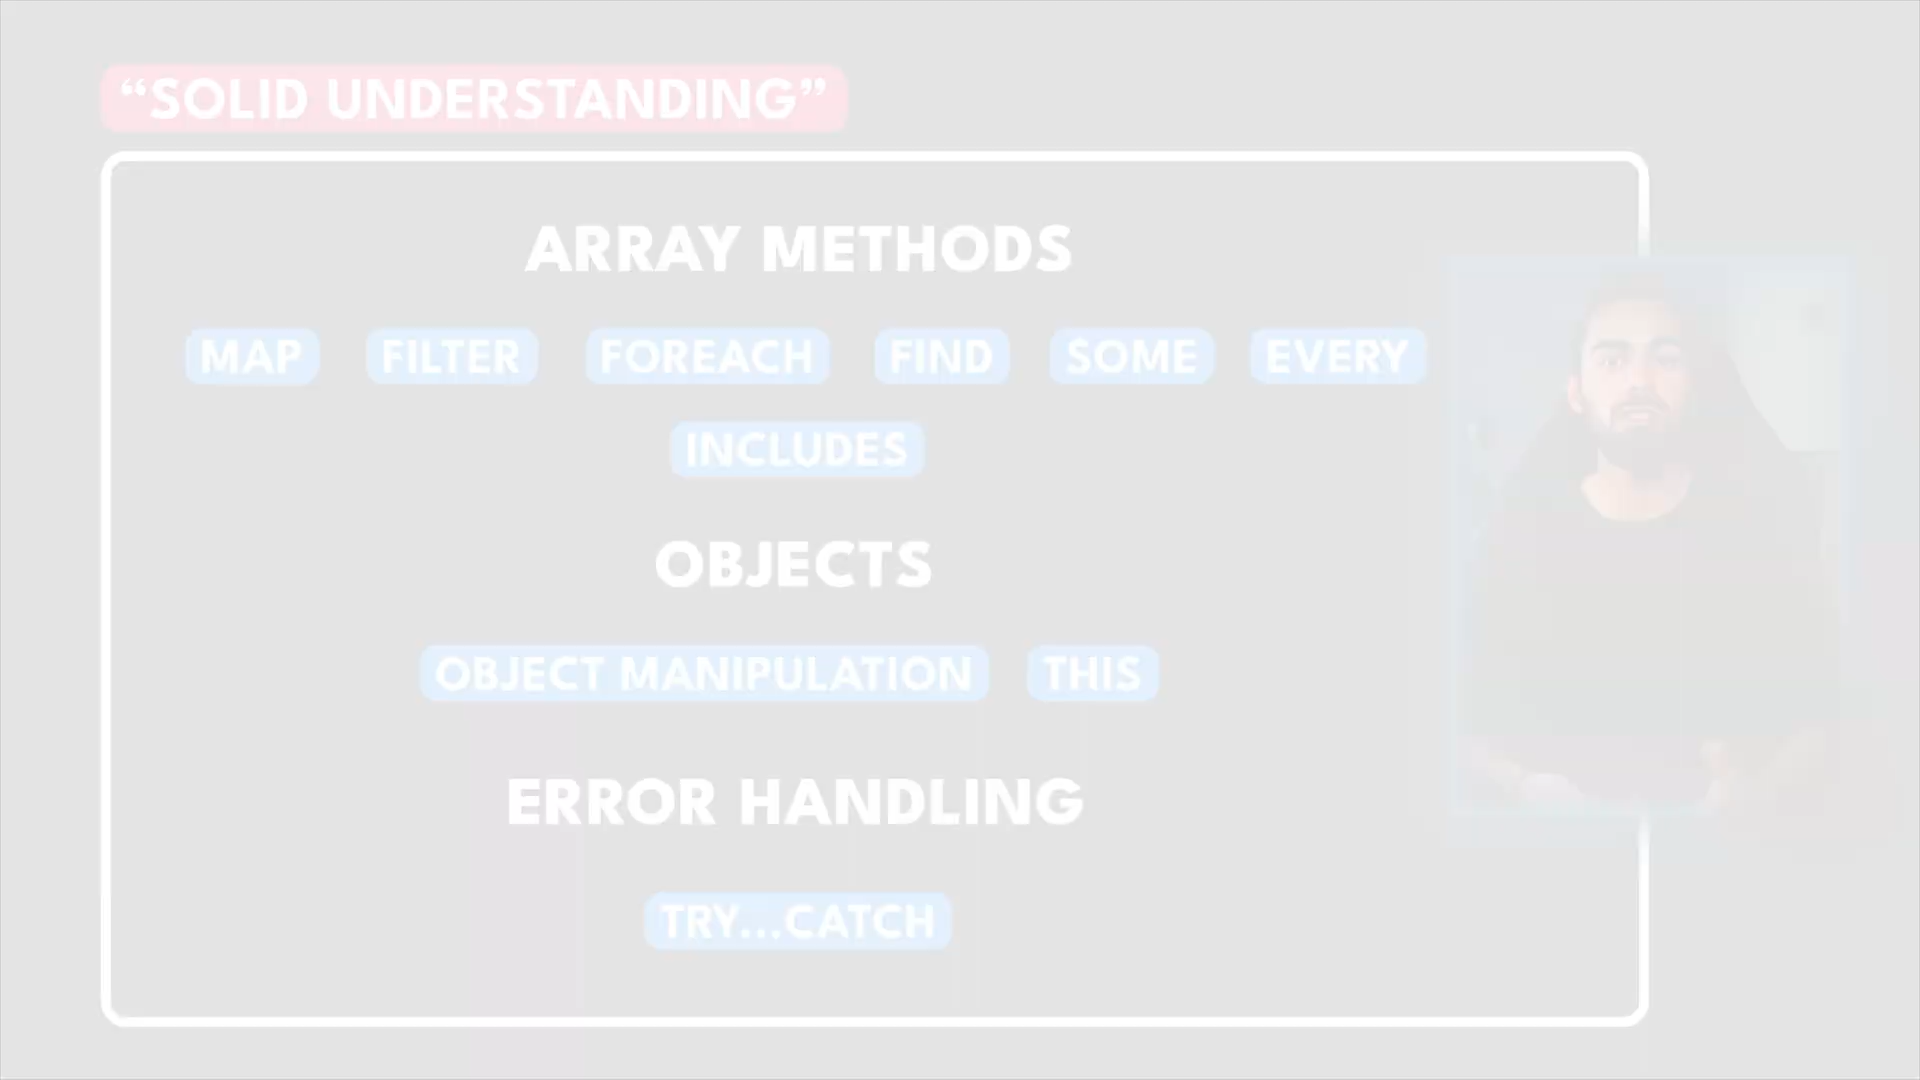 “SOLID UNDERSTANDING”
ARRAY METHODS
MAP FILTER FOREACH FIND SOME EVERY
INCLUDES
OBJECTS
OBJECT MANIPULATION THIS
ERROR HANDLING
TRY...CATCH